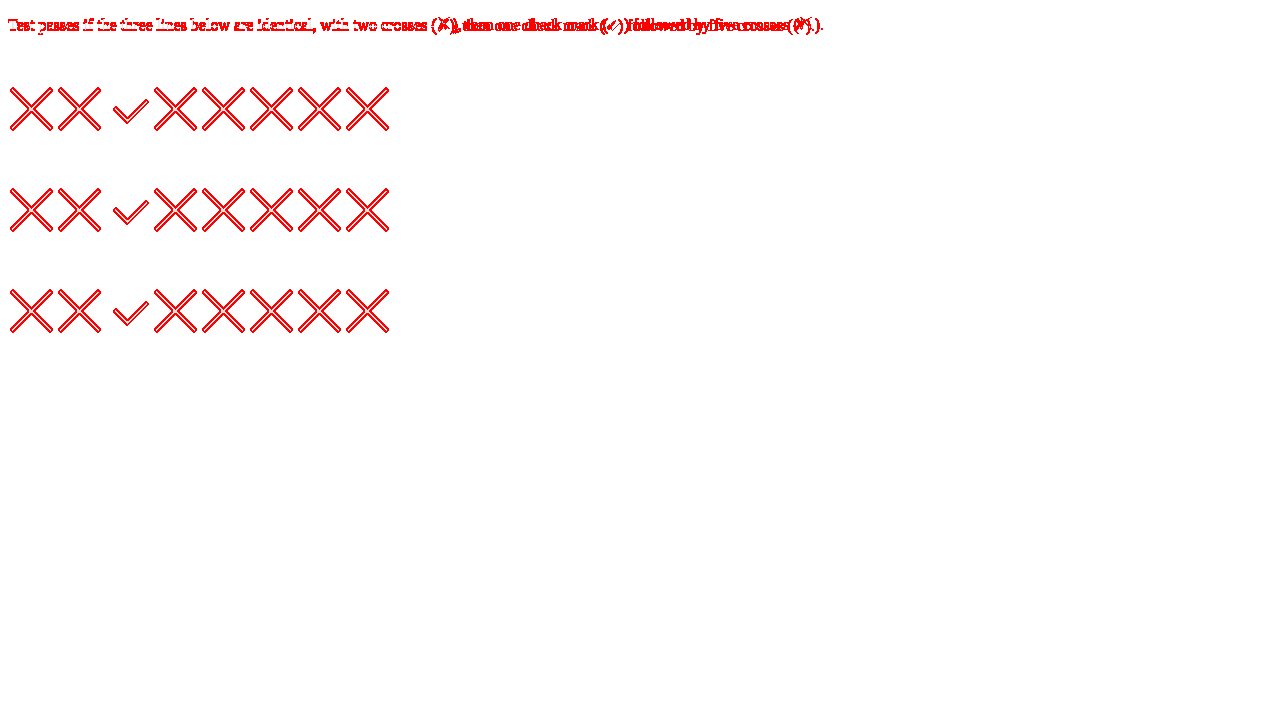 Test passes if the three lines below are identical, with two crosses (✗), then one check mark (✓) followed by five crosses (✗).
✗✗✓✗✗✗✗✗
✗✗✓✗✗✗✗✗
✗✗✓✗✗✗✗✗